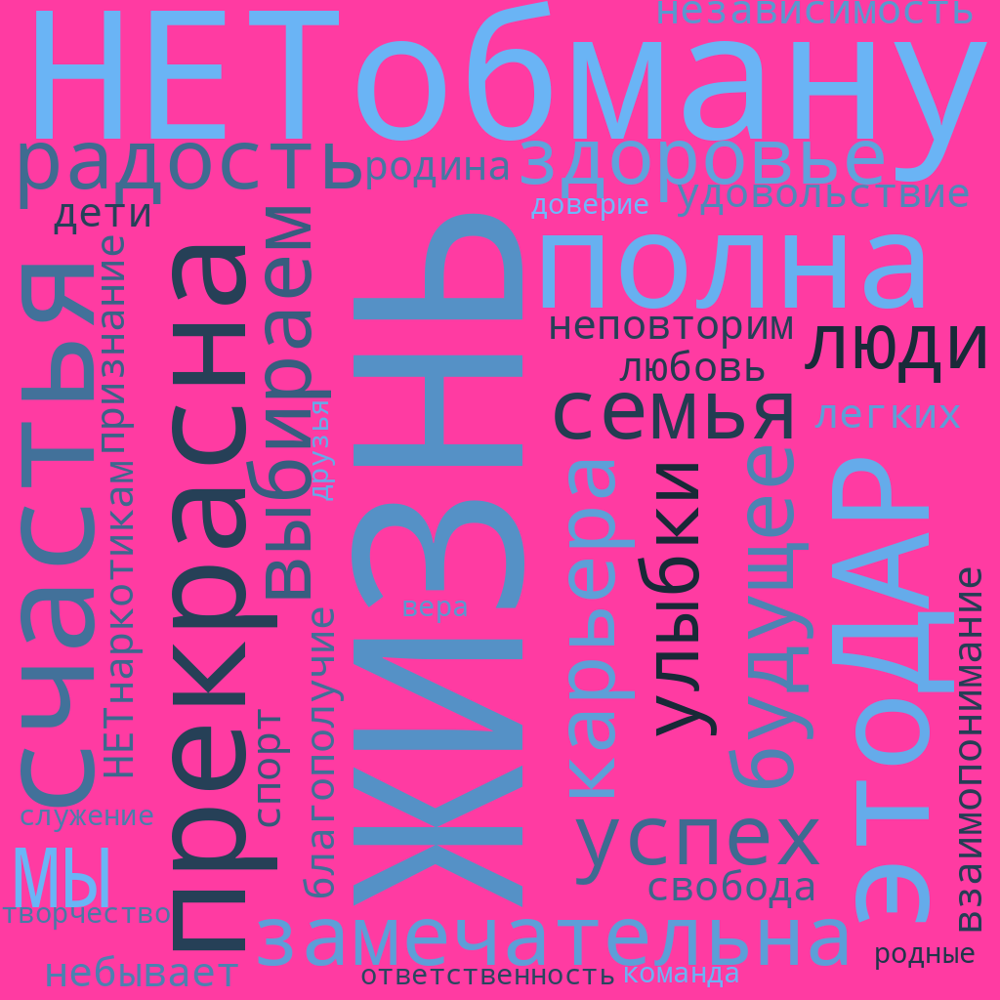 независимость
НЕТобману
радость
родина
здоровье
дети
доверие
удовольствие
счастья
признание
прекрасна
выбираем
друзья
ЖИЗНЬ
полна
неповторим
люди
любовь
семья
легких
НЕТнаркотикам
спорт
благополучие
вера
карьера
улыбки
будущее
этоДАР
взаимопонимание
служение
успех
МЫ
свобода
творчество
замечательна
родные
небывает
ответственность
команда